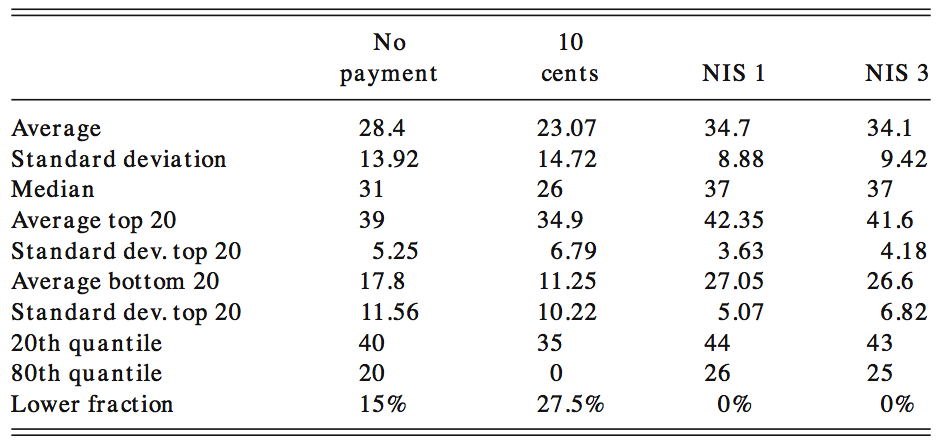 No 10
payment cents NIS 1 NIS 3
Average 28.4 23.07 34.7 34.1
Standard deviation 13.92 14.72 8.88 9.42
Median 31 26 37 37
Average top 20 39 34.9 42.35 41.6
Standard dev. top 20 5.25 6.79 3.63 4.18
Average bottom 20 17.8 11.25 27.05 26.6
Standard dev. top 20 11.56 10.22 5.07 6.82
20th quantile 40 35 44 43
80th quantile 20 0 26 25
Lower fraction 15% 27.5% 0% 0%